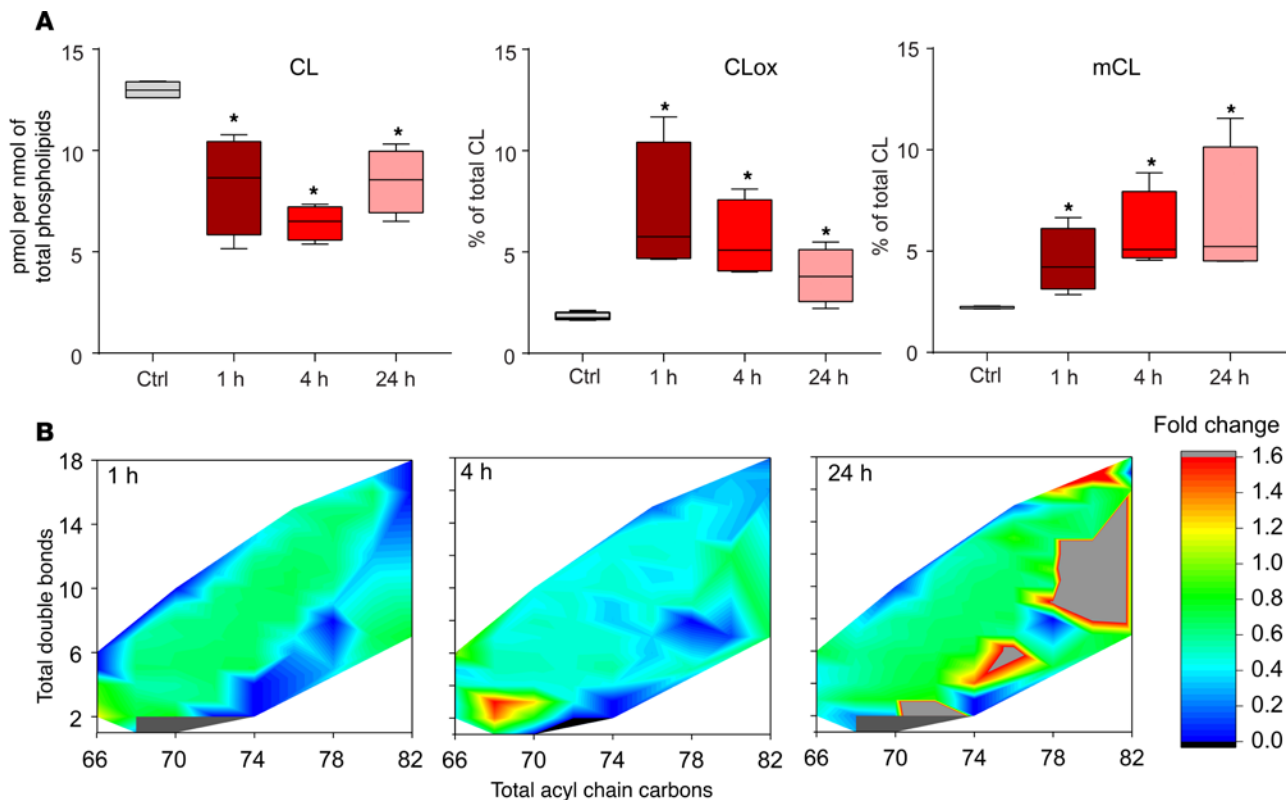 A
CL
CLox
mCL
pmol per nmol of
total phospholipids
15
10
5
0
Ctrl
1 h
4 h
24 h
*
*
*
% of total CL
15
10
5
0
Ctrl
1 h
4 h
24 h
*
*
*
% of total CL
15
10
5
0
Ctrl
1 h
4 h
24 h
*
*
*
B
Fold change
1 h
4 h
24 h
Total double bonds
18
14
10
6
2
66 70 74 78 82
66 70 74 78 82
66 70 74 78 82
Total acyl chain carbons
1.6
1.4
1.2
1.0
0.8
0.6
0.4
0.2
0.0